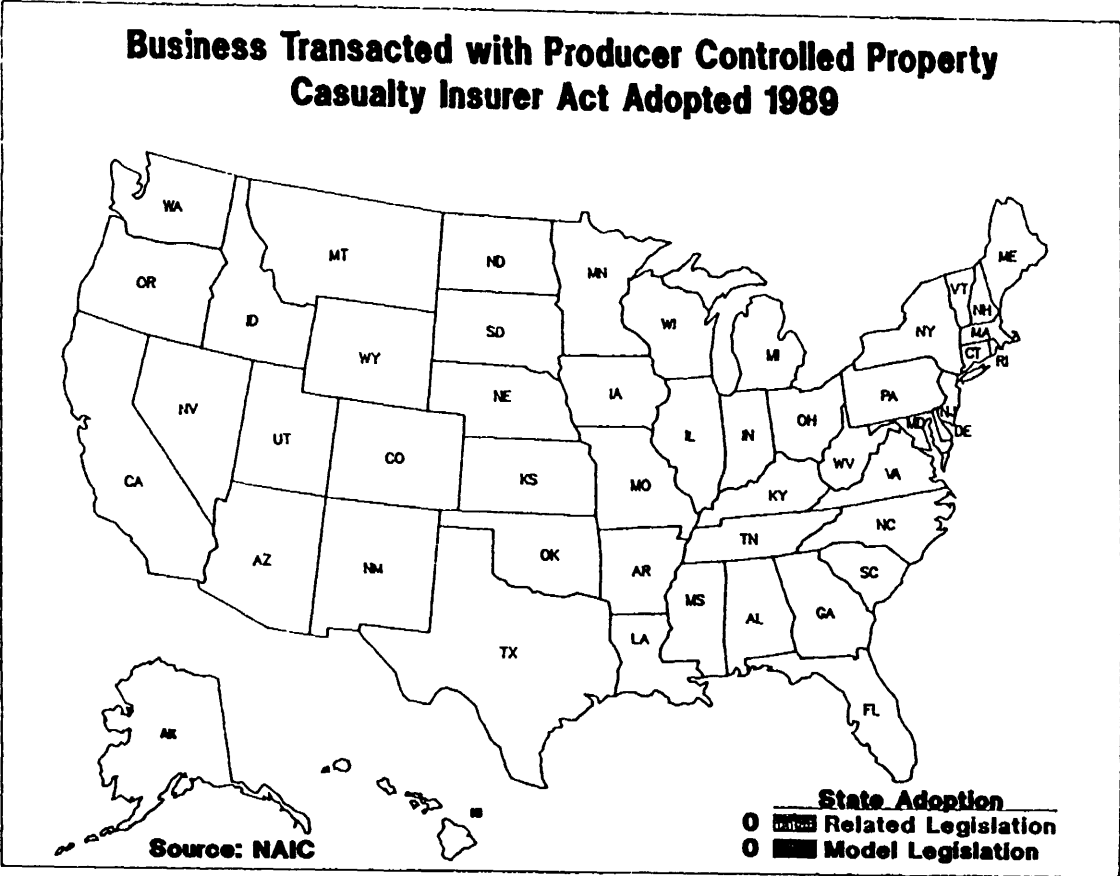 Business Transacted with Producer Controlled Property
Casualty Insurer Act Adopted 1989
WA
MT
ND
MN
ME
OR
ID
SD
WI
MI
NY
VT
NH
MA
CT
RI
WY
NE
IA
PA
NJ
NV
UT
CO
IL
IN
OH
MD
DE
CA
KS
MO
WV
VA
KY
AZ
NM
OK
AR
TN
NC
SC
MS
AL
GA
TX
LA
FL
AK
State Adoption
0 Related Legislation
0 Model Legislation
Source: NAIC